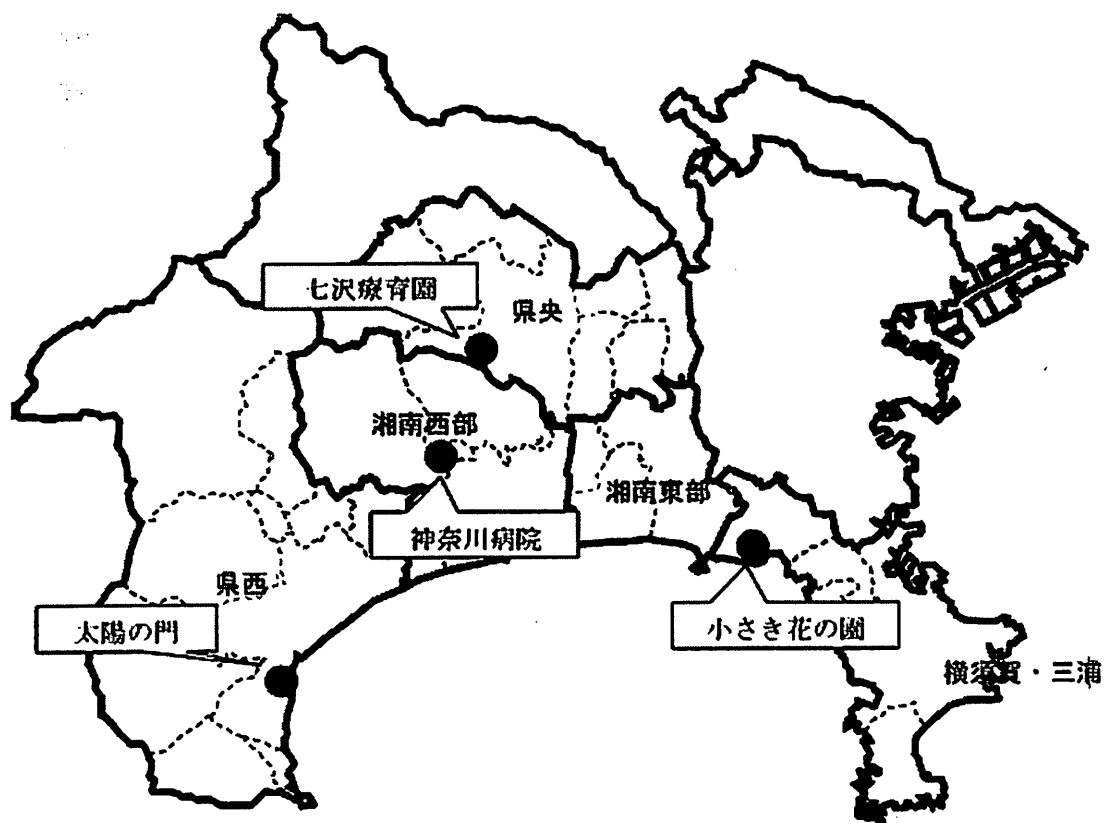 七沢療育園
県央
湘南西部
湘南東部
神奈川病院
県西
小さき花の園
太陽の門
横須賀・三浦